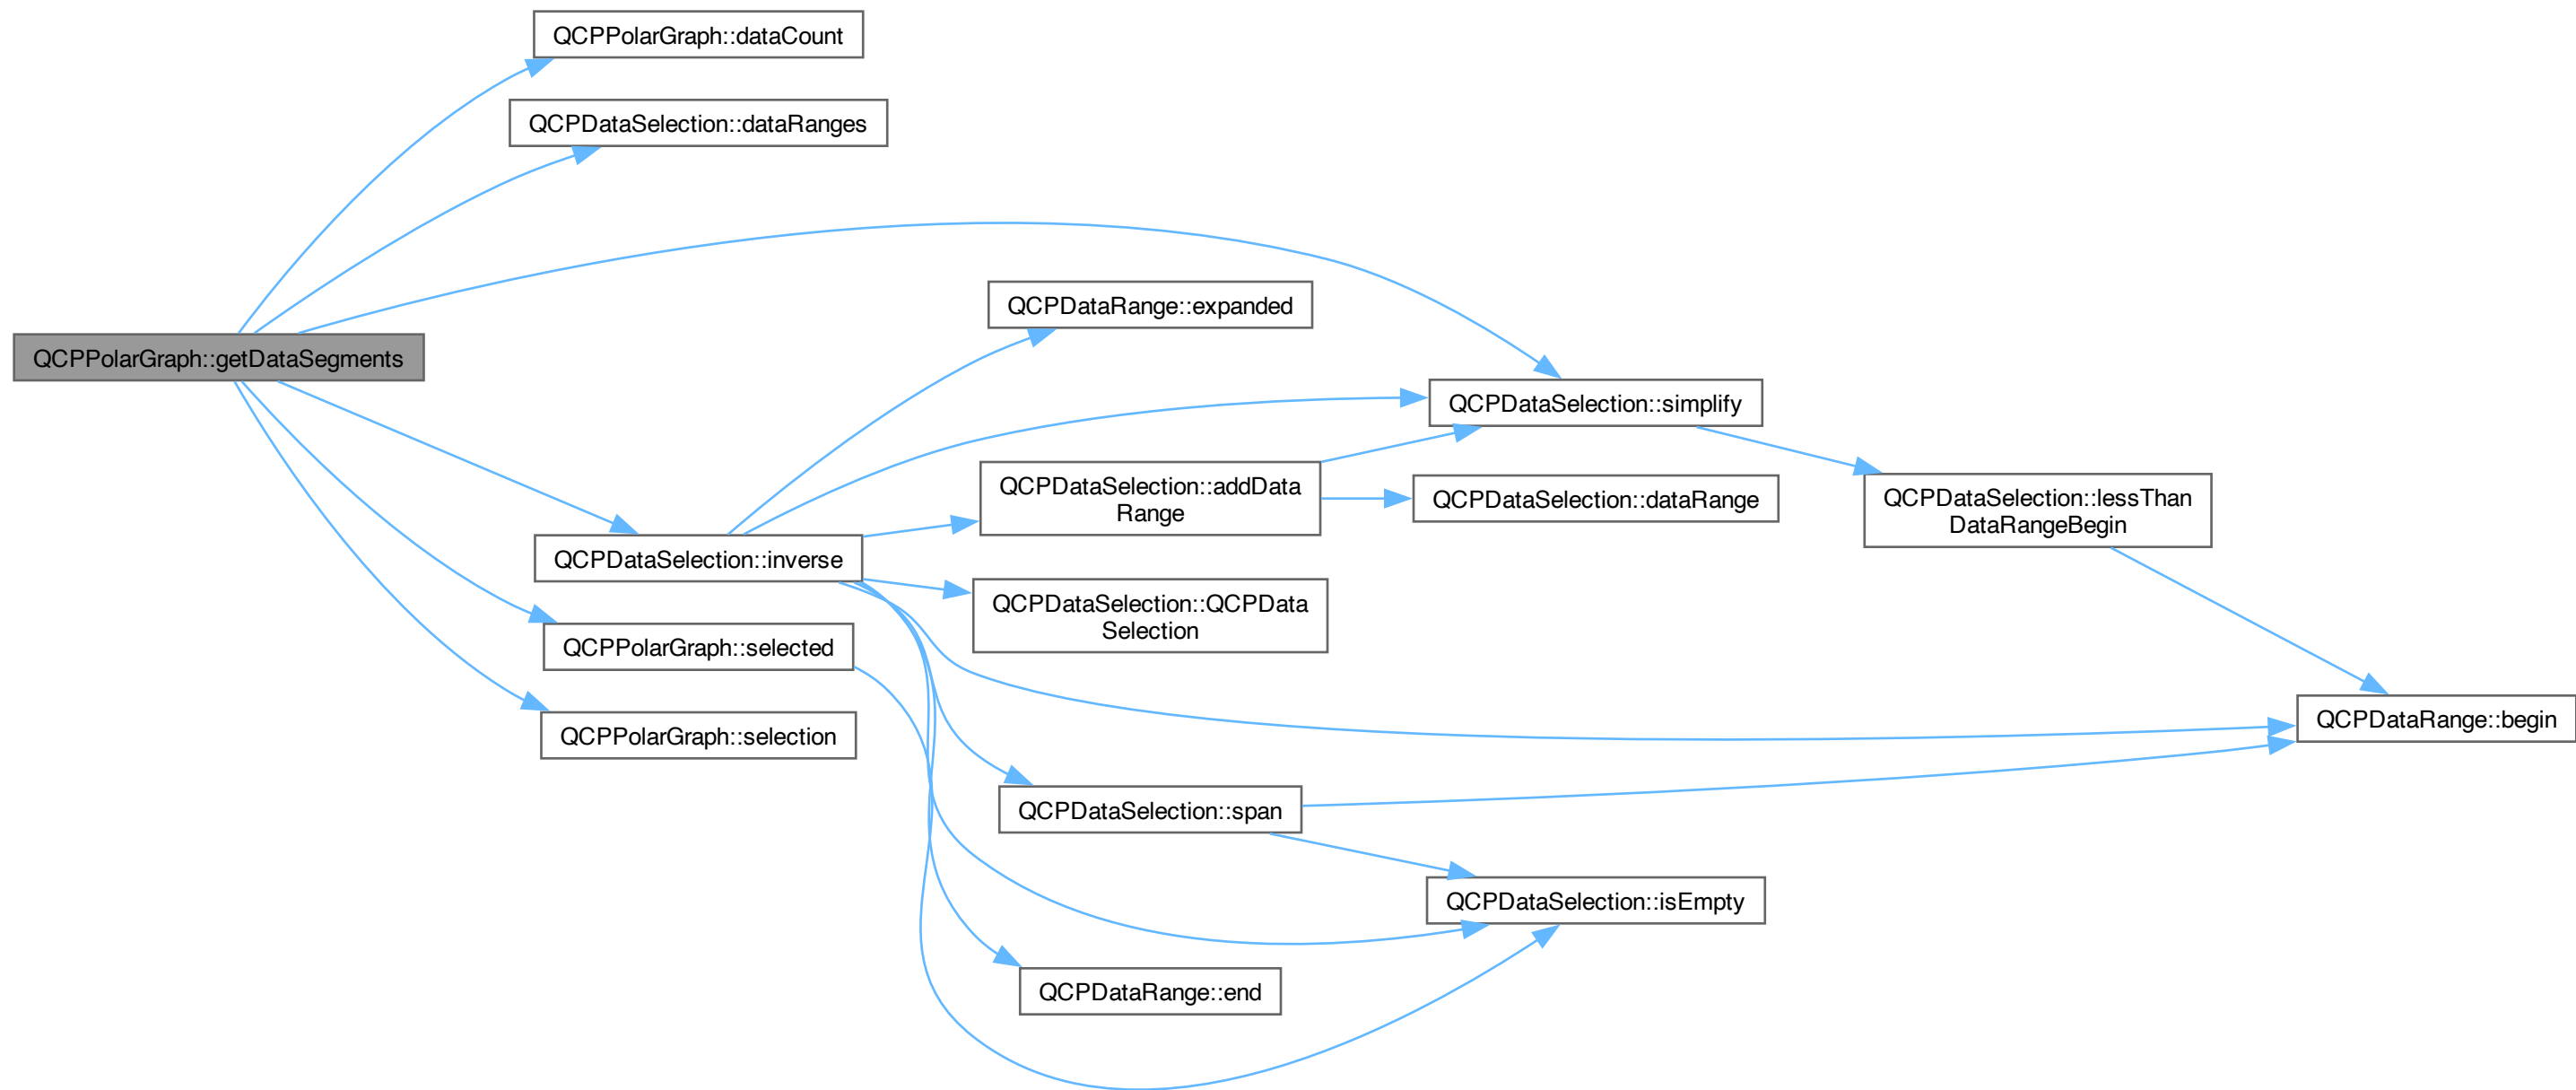 QCPPolarGraph::dataCount
QCPDataSelection::dataRanges
QCPDataRange::expanded
QCPPolarGraph::getDataSegments
QCPDataSelection::simplify
QCPDataSelection::addData
Range
QCPDataSelection::dataRange
QCPDataSelection::lessThan
DataRangeBegin
QCPDataSelection::inverse
QCPDataSelection::QCPData
Selection
QCPPolarGraph::selected
QCPPolarGraph::selection
QCPDataRange::begin
QCPDataSelection::span
QCPDataSelection::isEmpty
QCPDataRange::end